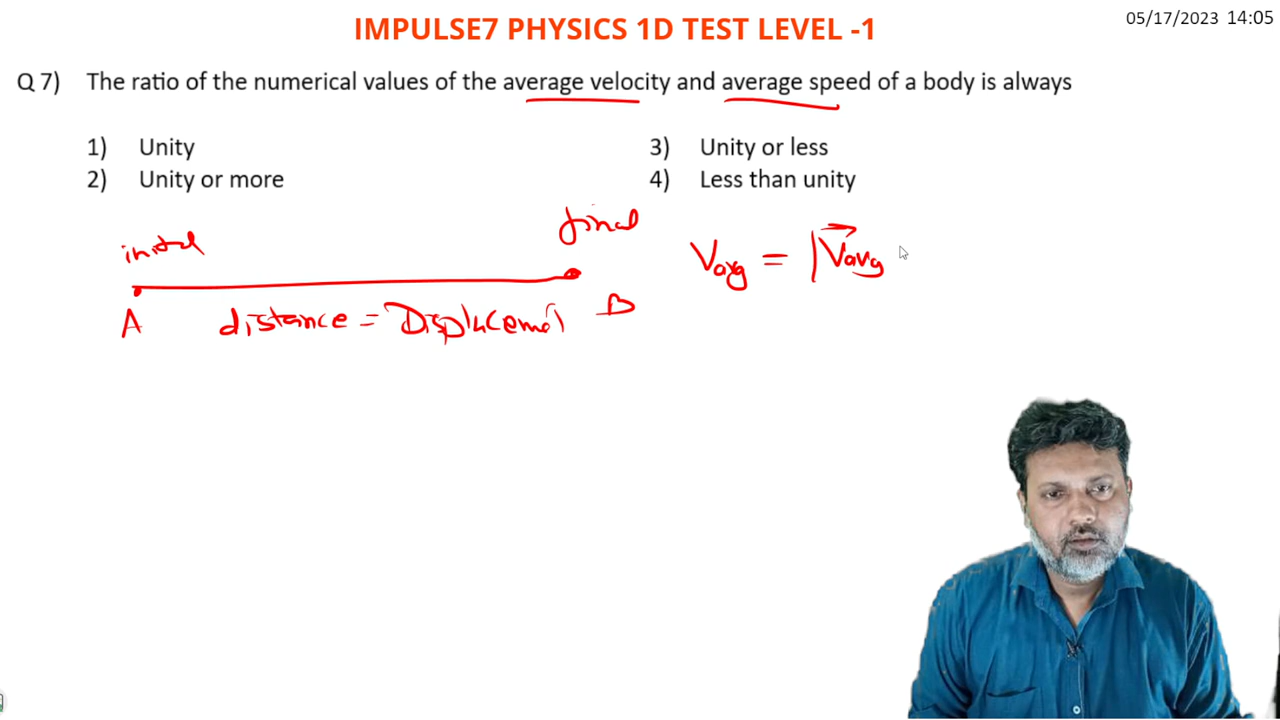 IMPULSE7 PHYSICS 1D TEST LEVEL -1
05/17/2023 14:05
Q 7) The ratio of the numerical values of the average velocity and average speed of a body is always
1) Unity
2) Unity or more
3) Unity or less
4) Less than unity
final
A distance = Displacement B
Vavg = |Vavg